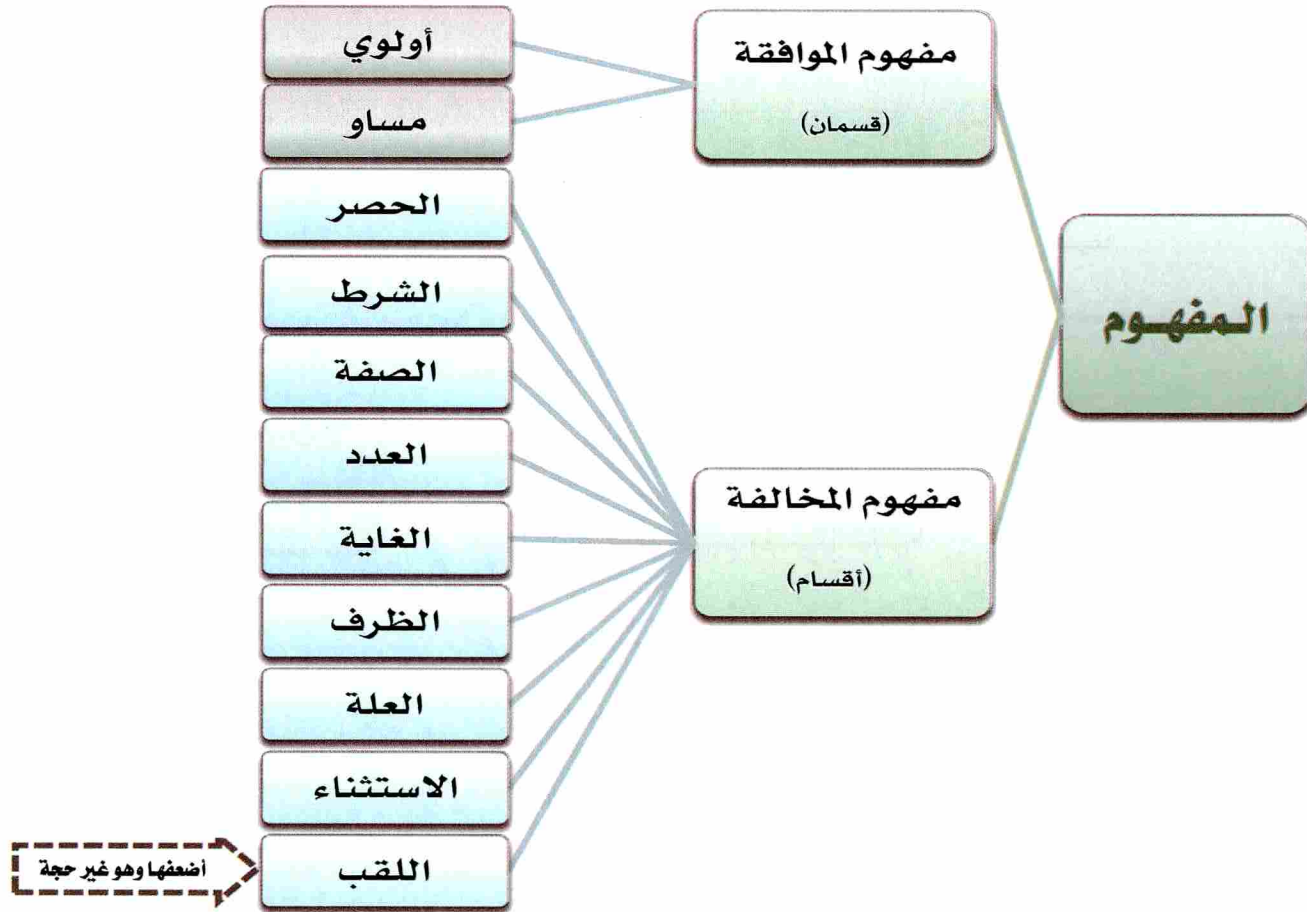 المفهوم
مفهوم الموافقة
(قسمان)
أولوي
مساو
مفهوم المخالفة
(أقسام)
الحصر
الشرط
الصفة
العدد
الغاية
الظرف
العلة
الاستثناء
اللقب
أضعفها وهو غير حجة